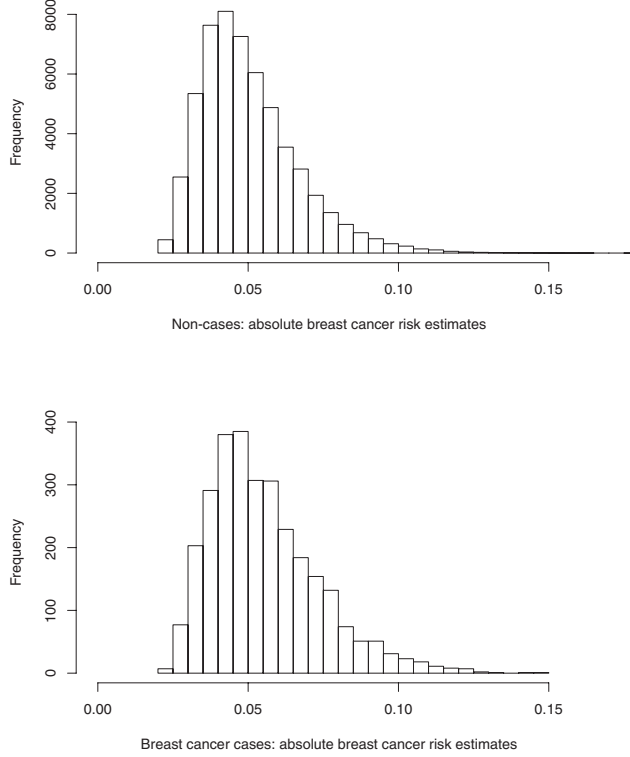 8000
6000
4000
2000
0
Frequency
0.00 0.05 0.10 0.15
Non-cases: absolute breast cancer risk estimates
400
300
200
100
0
Frequency
0.00 0.05 0.10 0.15
Breast cancer cases: absolute breast cancer risk estimates